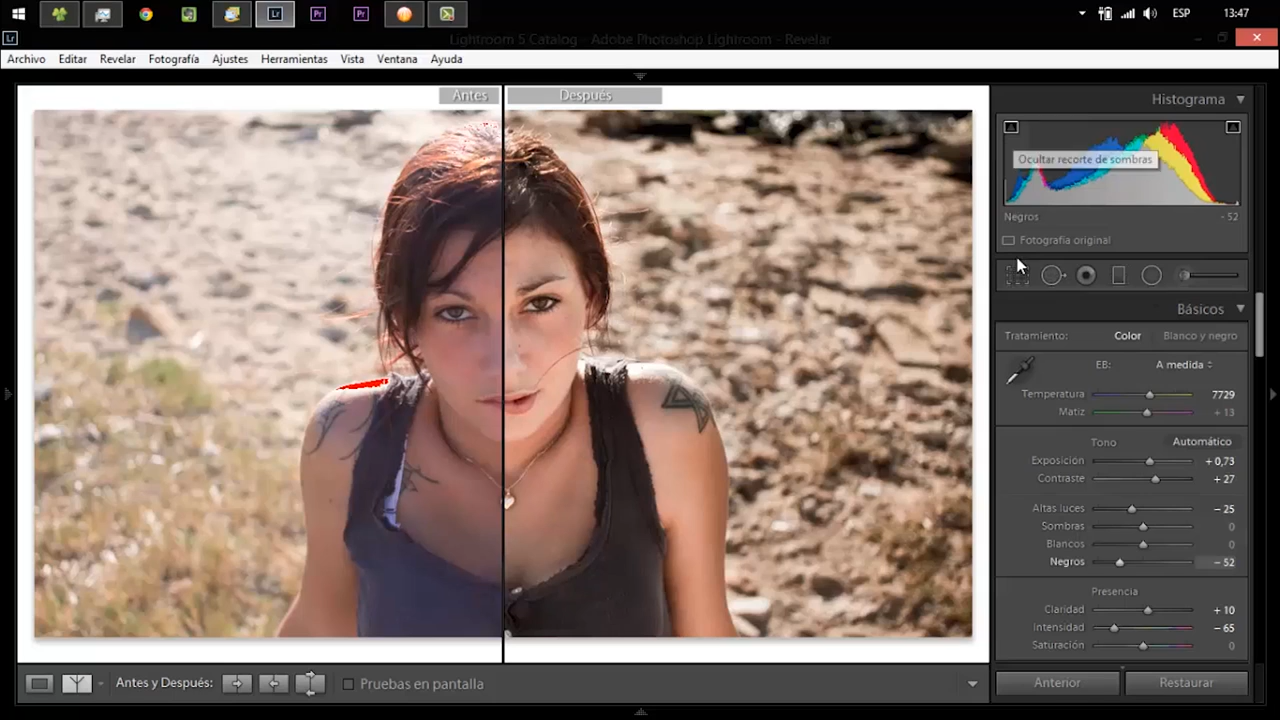 ESP
13:47
Lr
Lightroom 5 Catalog - Adobe Photoshop Lightroom - Revelar
Archivo Editar Revelar Fotografía Ajustes Herramientas Vista Ventana Ayuda
Antes
Después
Histograma
Ocultar recorte de sombras
Negros - 52
Fotografía original
Básicos
Tratamiento: Color Blanco y negro
EB: A medida
Temperatura 7729
Matiz + 13
Tono Automático
Exposición + 0,73
Contraste + 27
Altas luces - 25
Sombras 0
Blancos 0
Negros - 52
Presencia
Claridad + 10
Intensidad - 65
Saturación 0
Antes y Después:
Pruebas en pantalla
Anterior
Restaurar